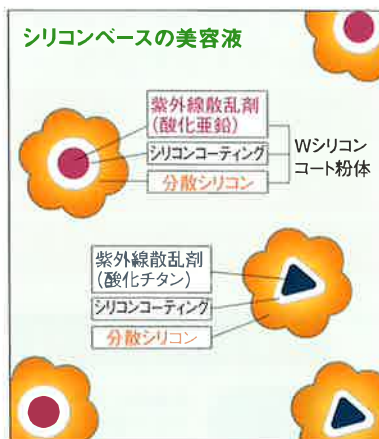 シリコンベースの美容液
紫外線散乱剤
(酸化亜鉛)
シリコンコーティング
分散シリコン
Wシリコン
コート粉体
紫外線散乱剤
(酸化チタン)
シリコンコーティング
分散シリコン